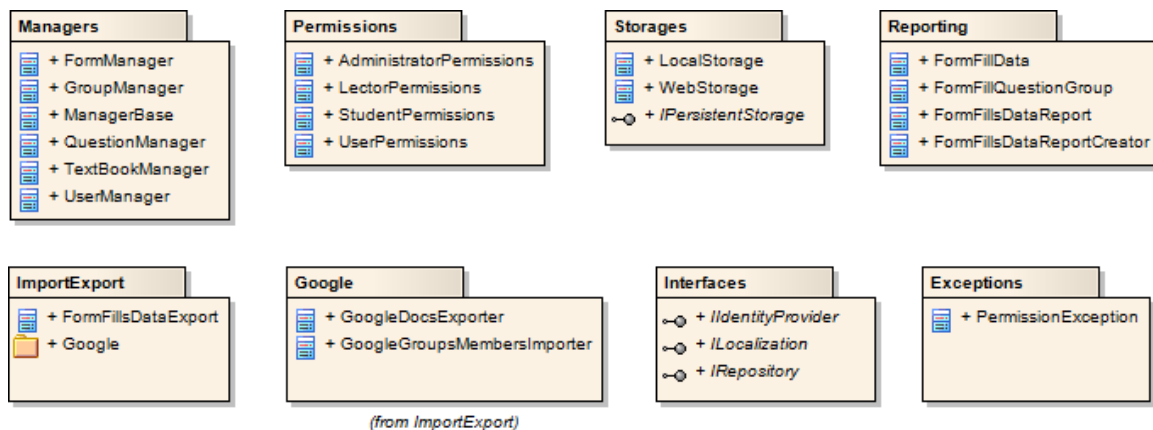 Managers
+ FormManager
+ GroupManager
+ ManagerBase
+ QuestionManager
+ TextBookManager
+ UserManager
Permissions
+ AdministratorPermissions
+ LectorPermissions
+ StudentPermissions
+ UserPermissions
Storages
+ LocalStorage
+ WebStorage
+ IPersistentStorage
Reporting
+ FormFillData
+ FormFillQuestionGroup
+ FormFillsDataReport
+ FormFillsDataReportCreator
ImportExport
+ FormFillsDataExport
+ Google
Google
+ GoogleDocsExporter
+ GoogleGroupsMembersImporter
(from ImportExport)
Interfaces
+ IIdentityProvider
+ ILocalization
+ IRepository
Exceptions
+ PermissionException